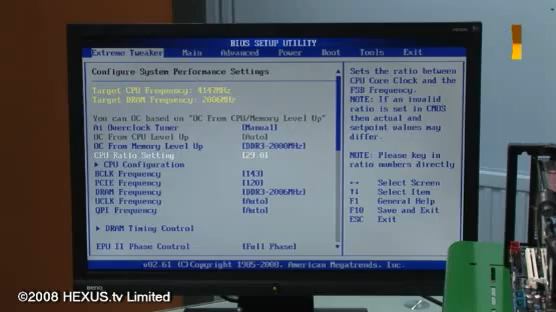 BIOS SETUP UTILITY
Extreme Tweaker Main Advanced Power Boot Tools Exit
Configure System Performance Settings
Target CPU Frequency: 4147MHz
Target DRAM Frequency: 2006MHz
You can OC based on "OC From CPU/Memory Level Up"
Ai Overclock Tuner [Manual]
OC From CPU Level Up [Auto]
OC From Memory Level Up [DDR3-2000MHz]
CPU Ratio Setting [29.0]
CPU Configuration
BCLK Frequency [143]
PCIE Frequency [120]
DRAM Frequency [DDR3-2006MHz]
UCLK Frequency [Auto]
QPI Frequency [Auto]
DRAM Timing Control
EPU II Phase Control [Full Phase]
Sets the ratio between
CPU Core Clock and the
FSB Frequency.
NOTE: If an invalid
ratio is set in CMOS
then actual and
setpoint values may
differ.
NOTE: Please key in
ratio numbers directly
↔ Select Screen
↑↓ Select Item
F1 General Help
F10 Save and Exit
ESC Exit
v02.61 (C)Copyright 1985-2008, American Megatrends, Inc.
BenQ
©2008 HEXUS.tv Limited